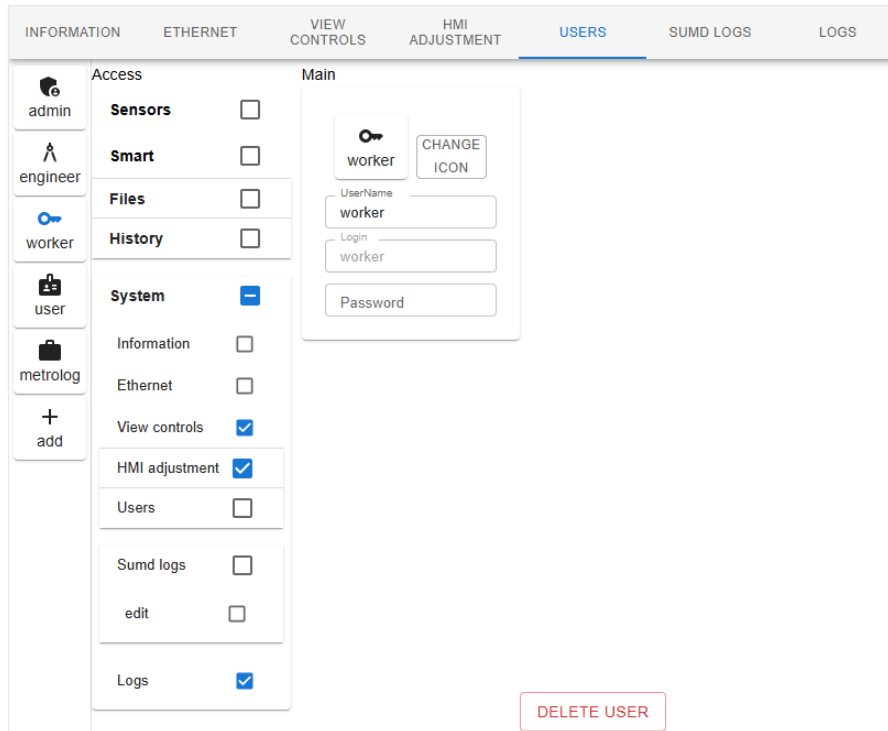 INFORMATION
ETHERNET
VIEW
CONTROLS
HMI
ADJUSTMENT
USERS
SUMD LOGS
LOGS
admin
engineer
worker
user
metrolog
add
Access
Sensors
Smart
Files
History
System
Information
Ethernet
View controls
HMI adjustment
Users
Sumd logs
edit
Logs
Main
worker
CHANGE
ICON
UserName
worker
Login
worker
Password
DELETE USER